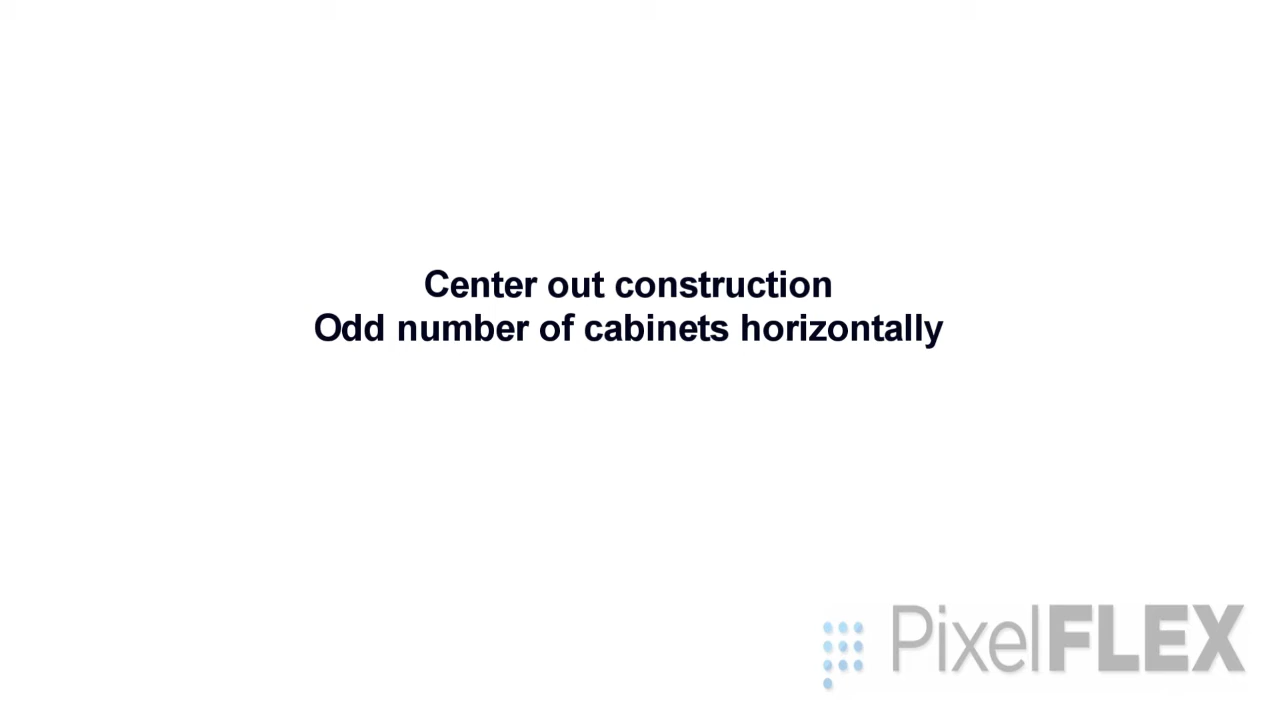 Center out construction
Odd number of cabinets horizontally
PixelFLEX